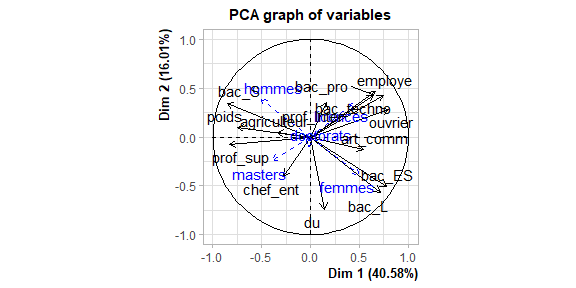 PCA graph of variables
Dim 2 (16.01%)
1.0
0.5
0.0
-0.5
-1.0
employe
bac_pro
hommes
bac_S
bac_techno
poids
agriculteur
ouvrier
art_comm
prof_sup
masters
bac_ES
chef_ent
femmes
bac_L
du
-1.0 -0.5 0.0 0.5 1.0
Dim 1 (40.58%)